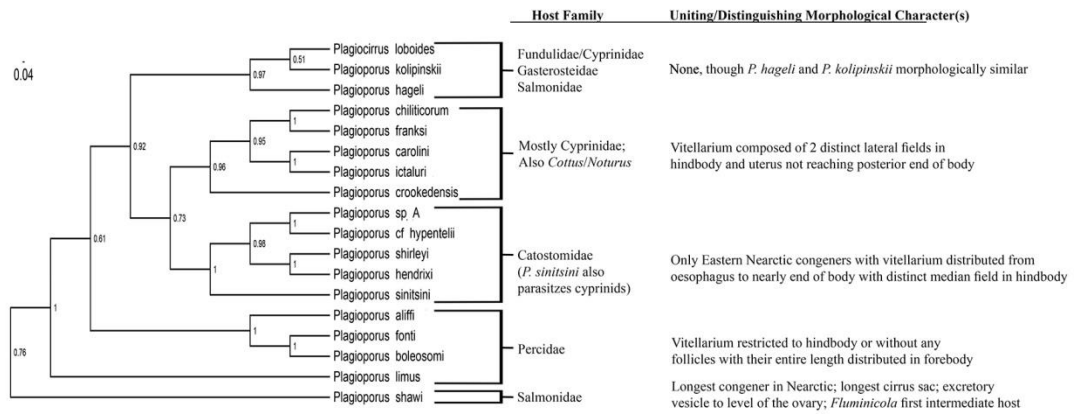 Host Family
Uniting/Distinguishing Morphological Character(s)
0.04
Plagiocirrus loboides
Plagioporus kolipinskii
Plagioporus hageli
Plagioporus chiliticorum
Plagioporus franksi
Plagioporus carolini
Plagioporus ictaluri
Plagioporus crookedensis
Plagioporus sp. A
Plagioporus cf hypentelii
Plagioporus shirleyi
Plagioporus hendrixi
Plagioporus sinitsini
Plagioporus aliffi
Plagioporus fonti
Plagioporus boleosomi
Plagioporus limus
Plagioporus shawi
0.51
0.97
0.92
1
0.95
1
0.96
0.73
1
0.98
1
1
0.61
1
1
1
0.76
Fundulidae/Cyprinidae
Gasterosteidae
Salmonidae
None, though P. hageli and P. kolipinskii morphologically similar
Mostly Cyprinidae;
Also Cottus/Noturus
Vitellarium composed of 2 distinct lateral fields in
hindbody and uterus not reaching posterior end of body
Catostomidae
(P. sinitsini also
parasitzes cyprinids)
Only Eastern Nearctic congeners with vitellarium distributed from
oesophagus to nearly end of body with distinct median field in hindbody
Percidae
Vitellarium restricted to hindbody or without any
follicles with their entire length distributed in forebody
Salmonidae
Longest congener in Nearctic; longest cirrus sac; excretory
vesicle to level of the ovary; Fluminicola first intermediate host